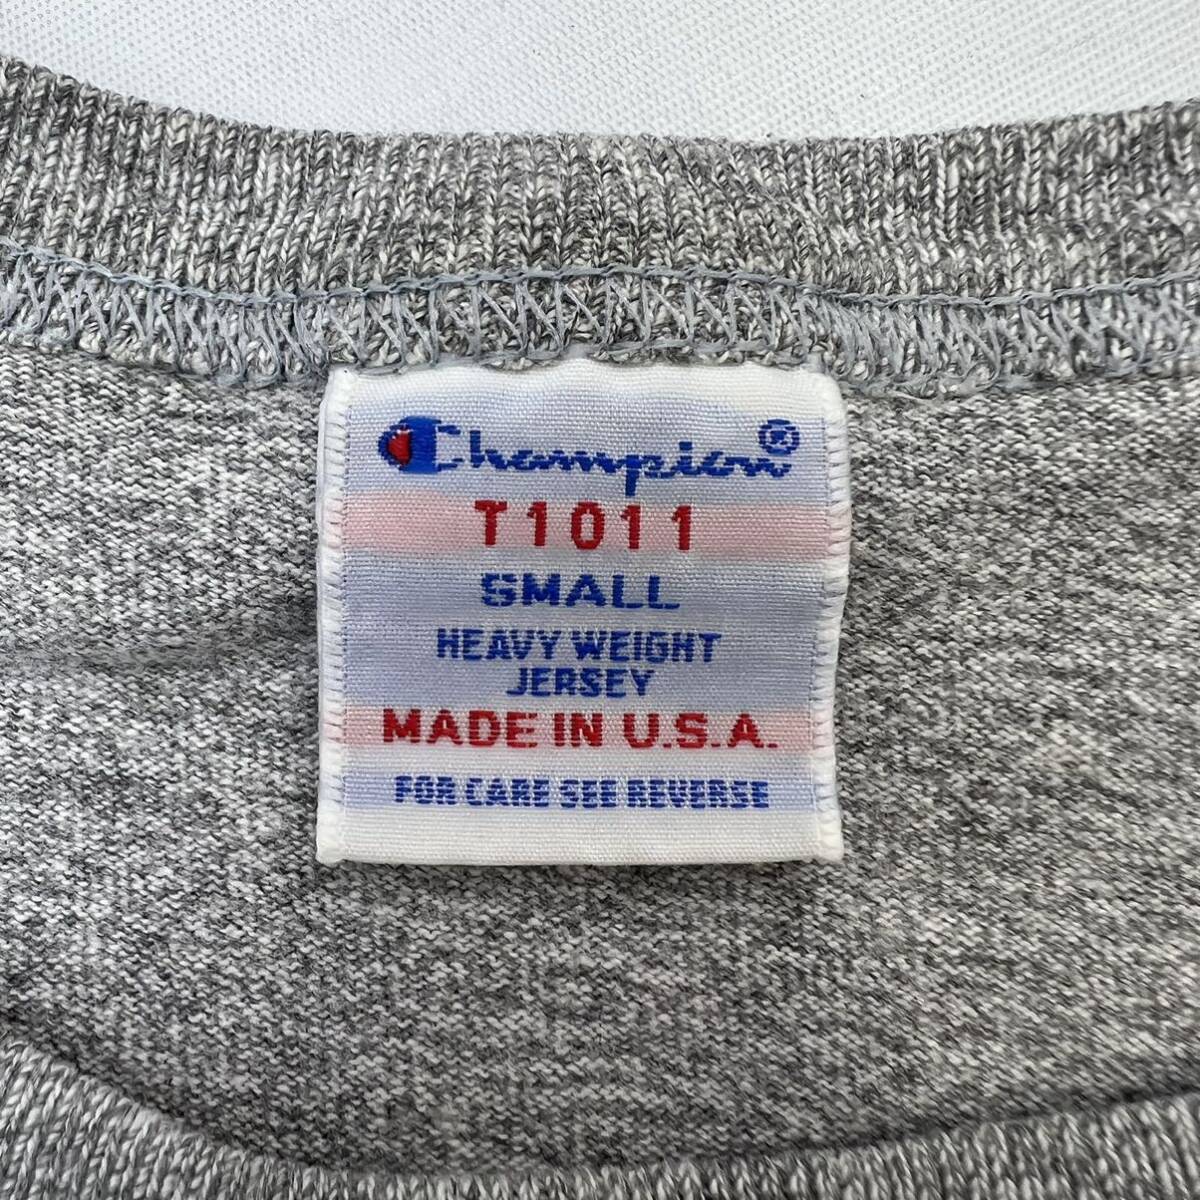 Champion®
T1011
SMALL
HEAVY WEIGHT
JERSEY
MADE IN U.S.A.
FOR CARE SEE REVERSE